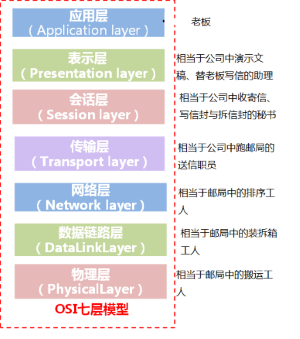 应用层
（Application layer）
老板
表示层
（Presentation layer）
相当于公司中演示文
稿、替老板写信的助理
会话层
（Session layer）
相当于公司中收寄信、
写信封与拆信封的秘书
传输层
（Transport layer）
相当于公司中跑邮局的
送信职员
网络层
（Network layer）
相当于邮局中的排序工
人
数据链路层
（DataLinkLayer）
相当于邮局中的装拆箱
工人
物理层
（PhysicalLayer）
相当于邮局中的搬运工
人
OSI七层模型